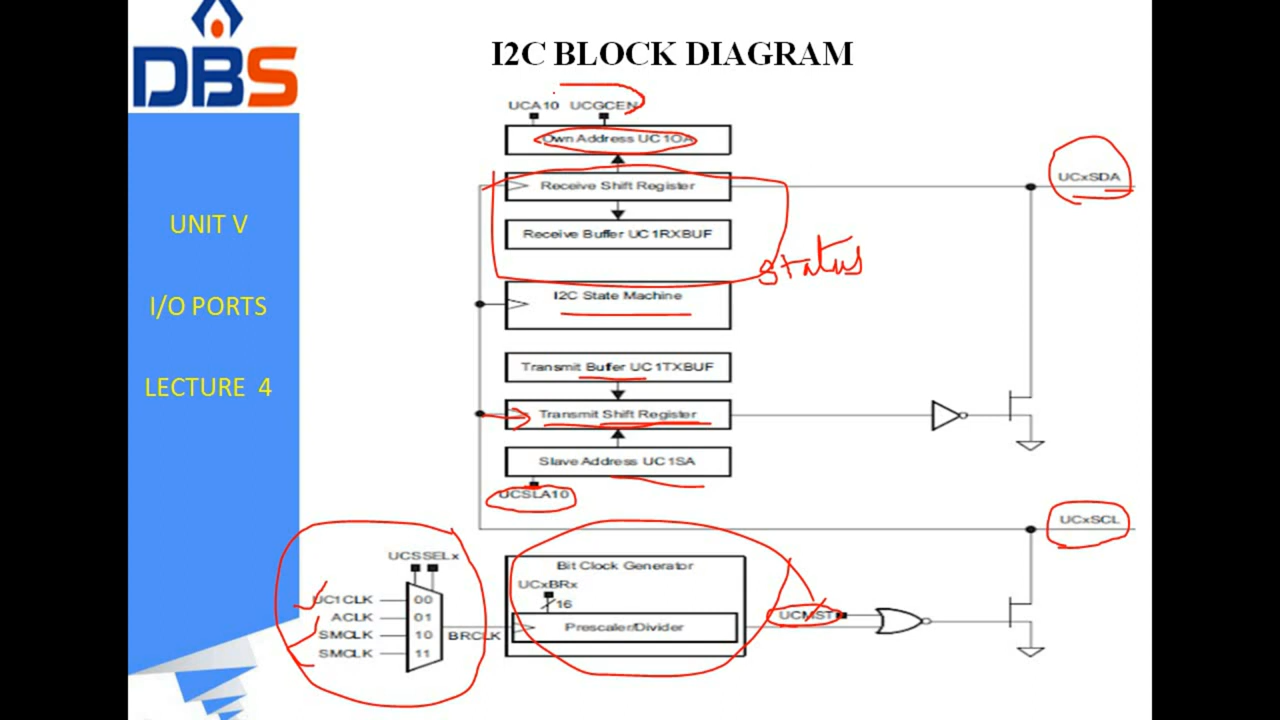 I2C BLOCK DIAGRAM
DBS
UNIT V
I/O PORTS
LECTURE 4
UCA10 UCGCEN
Own Address UC1OA
Receive Shift Register
UCxSDA
Receive Buffer UC1RXBUF
status
I2C State Machine
Transmit Buffer UC1TXBUF
Transmit Shift Register
Slave Address UC1SA
UCSLA10
UCxSCL
UCSSELx
Bit Clock Generator
UCxBRx
16
UC1CLK 00
ACLK 01
SMCLK 10
SMCLK 11
BRCLK
Prescaler/Divider
UCMST